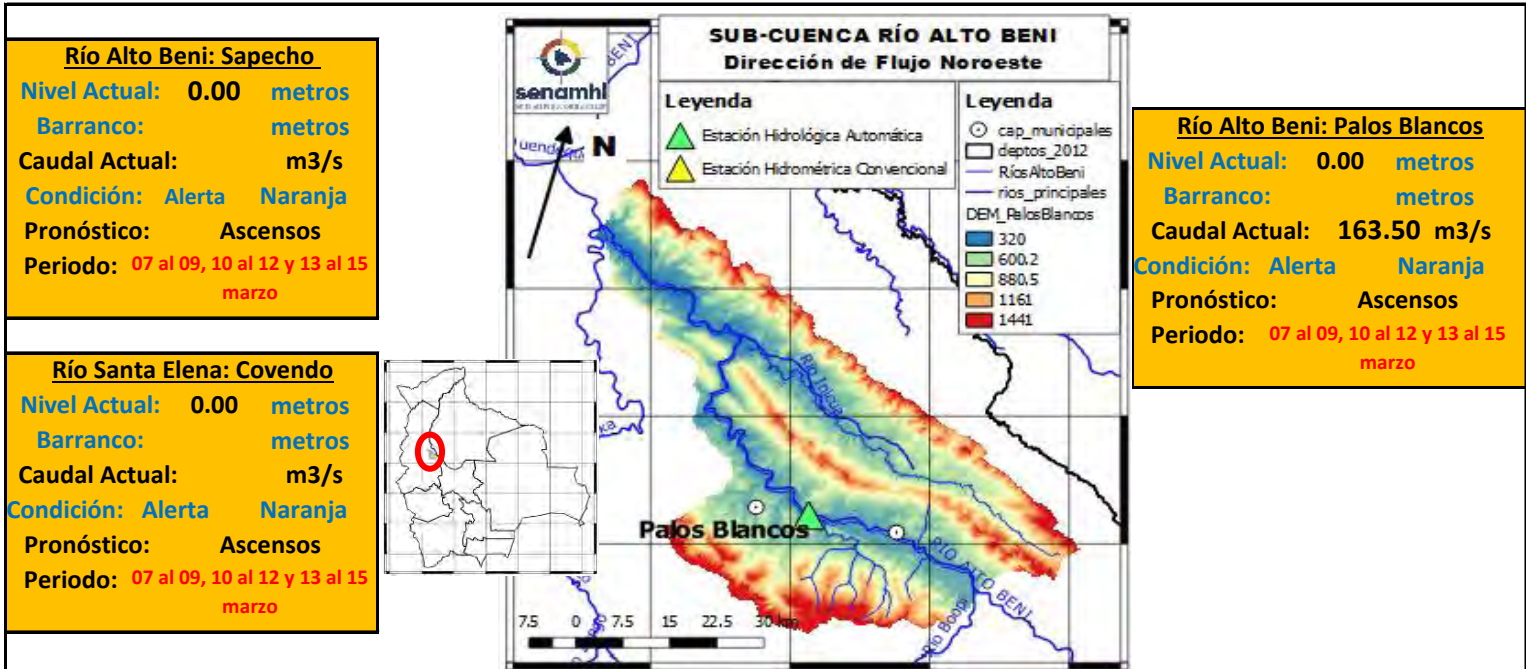 Río Alto Beni: Sapecho
Nivel Actual: 0.00 metros
Barranco: metros
Caudal Actual: m3/s
Condición: Alerta Naranja
Pronóstico: Ascensos
Periodo: 07 al 09, 10 al 12 y 13 al 15
marzo
Río Santa Elena: Covendo
Nivel Actual: 0.00 metros
Barranco: metros
Caudal Actual: m3/s
Condición: Alerta Naranja
Pronóstico: Ascensos
Periodo: 07 al 09, 10 al 12 y 13 al 15
marzo
senamhi
N
BENI
SUB-CUENCA RÍO ALTO BENI
Dirección de Flujo Noroeste
Leyenda
Estación Hidrológica Automática
Estación Hidrométrica Convencional
Leyenda
cap_municipales
deptos_2012
RíosAltoBeni
rios_principales
DEM_PalosBlancos
320
600.2
880.5
1161
1441
Río Inicua
Palos Blancos
RÍO ALTO BENI
Río Boopi
7.5 0 7.5 15 22.5 30 km
Río Alto Beni: Palos Blancos
Nivel Actual: 0.00 metros
Barranco: metros
Caudal Actual: 163.50 m3/s
Condición: Alerta Naranja
Pronóstico: Ascensos
Periodo: 07 al 09, 10 al 12 y 13 al 15
marzo